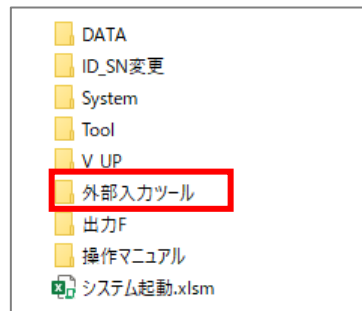 DATA
ID_SN変更
System
Tool
V_UP
外部入力ツール
出力F
操作マニュアル
システム起動.xlsm